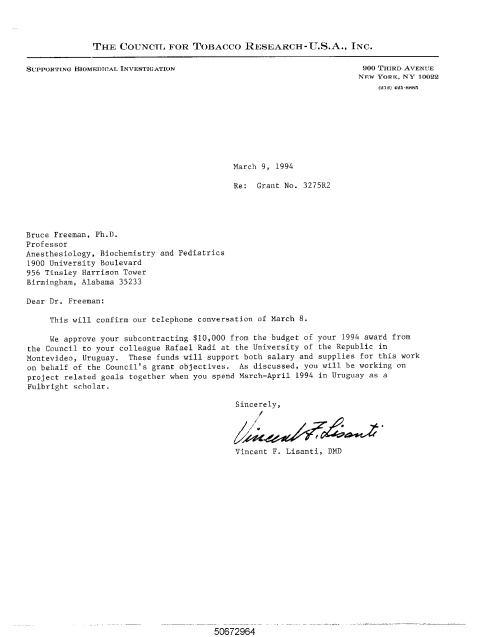 THE COUNCIL FOR TOBACCO RESEARCH-U.S.A., INC.
SUPPORTING BIOMEDICAL INVESTIGATION
900 THIRD AVENUE
NEW YORK, NY 10022
(212) 421-8885
March 9, 1994
Re: Grant No. 3275R2
Bruce Freeman, Ph.D.
Professor
Anesthesiology, Biochemistry and Pediatrics
1900 University Boulevard
956 Tinsley Harrison Tower
Birmingham, Alabama 35233
Dear Dr. Freeman:
This will confirm our telephone conversation of March 8.
We approve your subcontracting $10,000 from the budget of your 1994 award from
the Council to your colleague Rafael Radi at the University of the Republic in
Montevideo, Uruguay. These funds will support both salary and supplies for this work
on behalf of the Council's grant objectives. As discussed, you will be working on
project related goals together when you spend March-April 1994 in Uruguay as a
Fulbright scholar.
Sincerely,
Vincent F. Lisanti
Vincent F. Lisanti, DMD
50672964